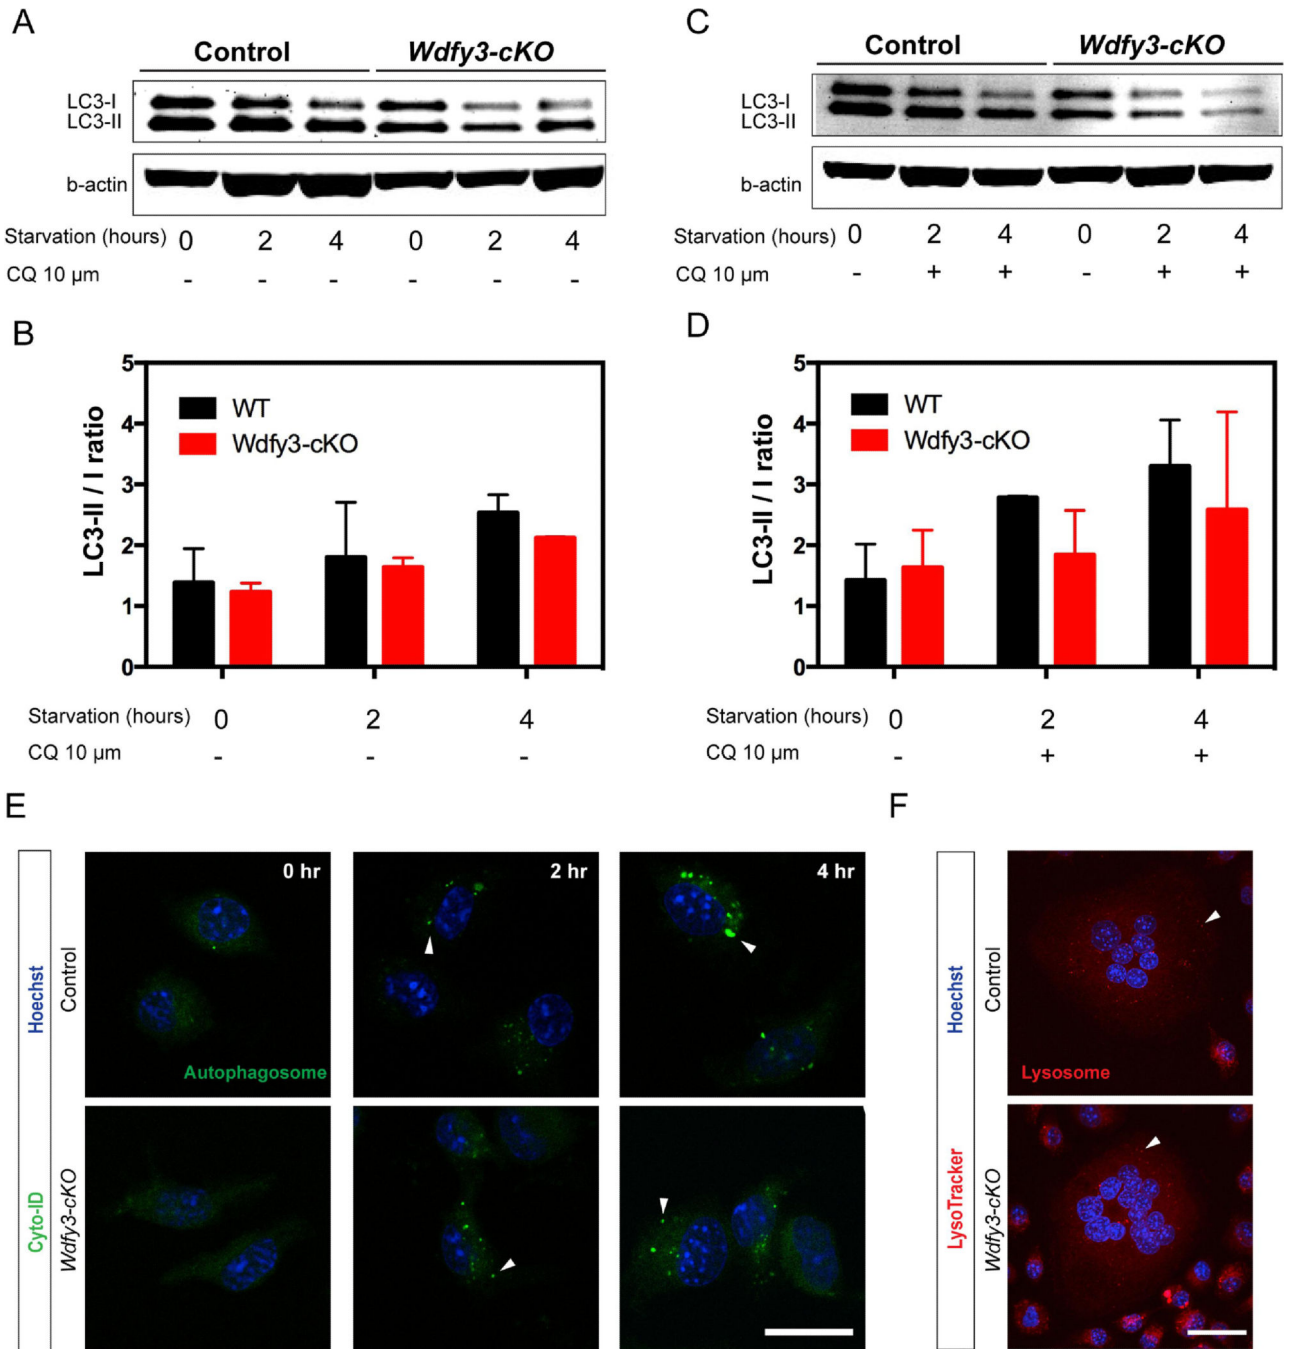 A
Control Wdfy3-cKO
LC3-I
LC3-II
b-actin
Starvation (hours) 0 2 4 0 2 4
CQ 10 µm - - - - - -
C
Control Wdfy3-cKO
LC3-I
LC3-II
b-actin
Starvation (hours) 0 2 4 0 2 4
CQ 10 µm - + + - + +
B
LC3-II / I ratio
5
4
3
2
1
0
WT
Wdfy3-cKO
Starvation (hours) 0 2 4
CQ 10 µm - - -
D
LC3-II / I ratio
5
4
3
2
1
0
WT
Wdfy3-cKO
Starvation (hours) 0 2 4
CQ 10 µm - + +
E
Cyto-ID Hoechst
Control
Wdfy3-cKO
0 hr
2 hr
4 hr
Autophagosome
F
LysoTracker Hoechst
Control
Wdfy3-cKO
Lysosome